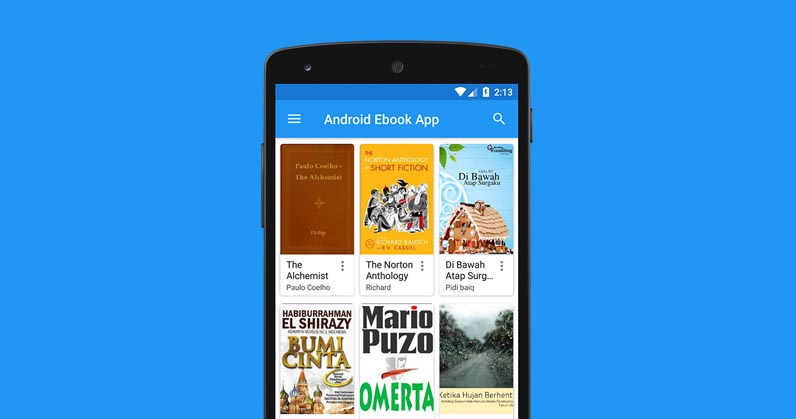 2:13
Android Ebook App
Paulo Coelho-
The Alchemist
Philip
THE
NORTON ANTHOLOGY
of SHORT FICTION
RICHARD BAUSCH
R.V. CASSILL
Di Bawah
Atap Surgaku
The
Alchemist
Paulo Coelho
The Norton
Anthology
Richard
Di Bawah
Atap Surg...
Pidi baiq
HABIBURRAHMAN
EL SHIRAZY
BUMI
CINTA
Mario
Puzo
OMERTA
Ketika Hujan Berhent